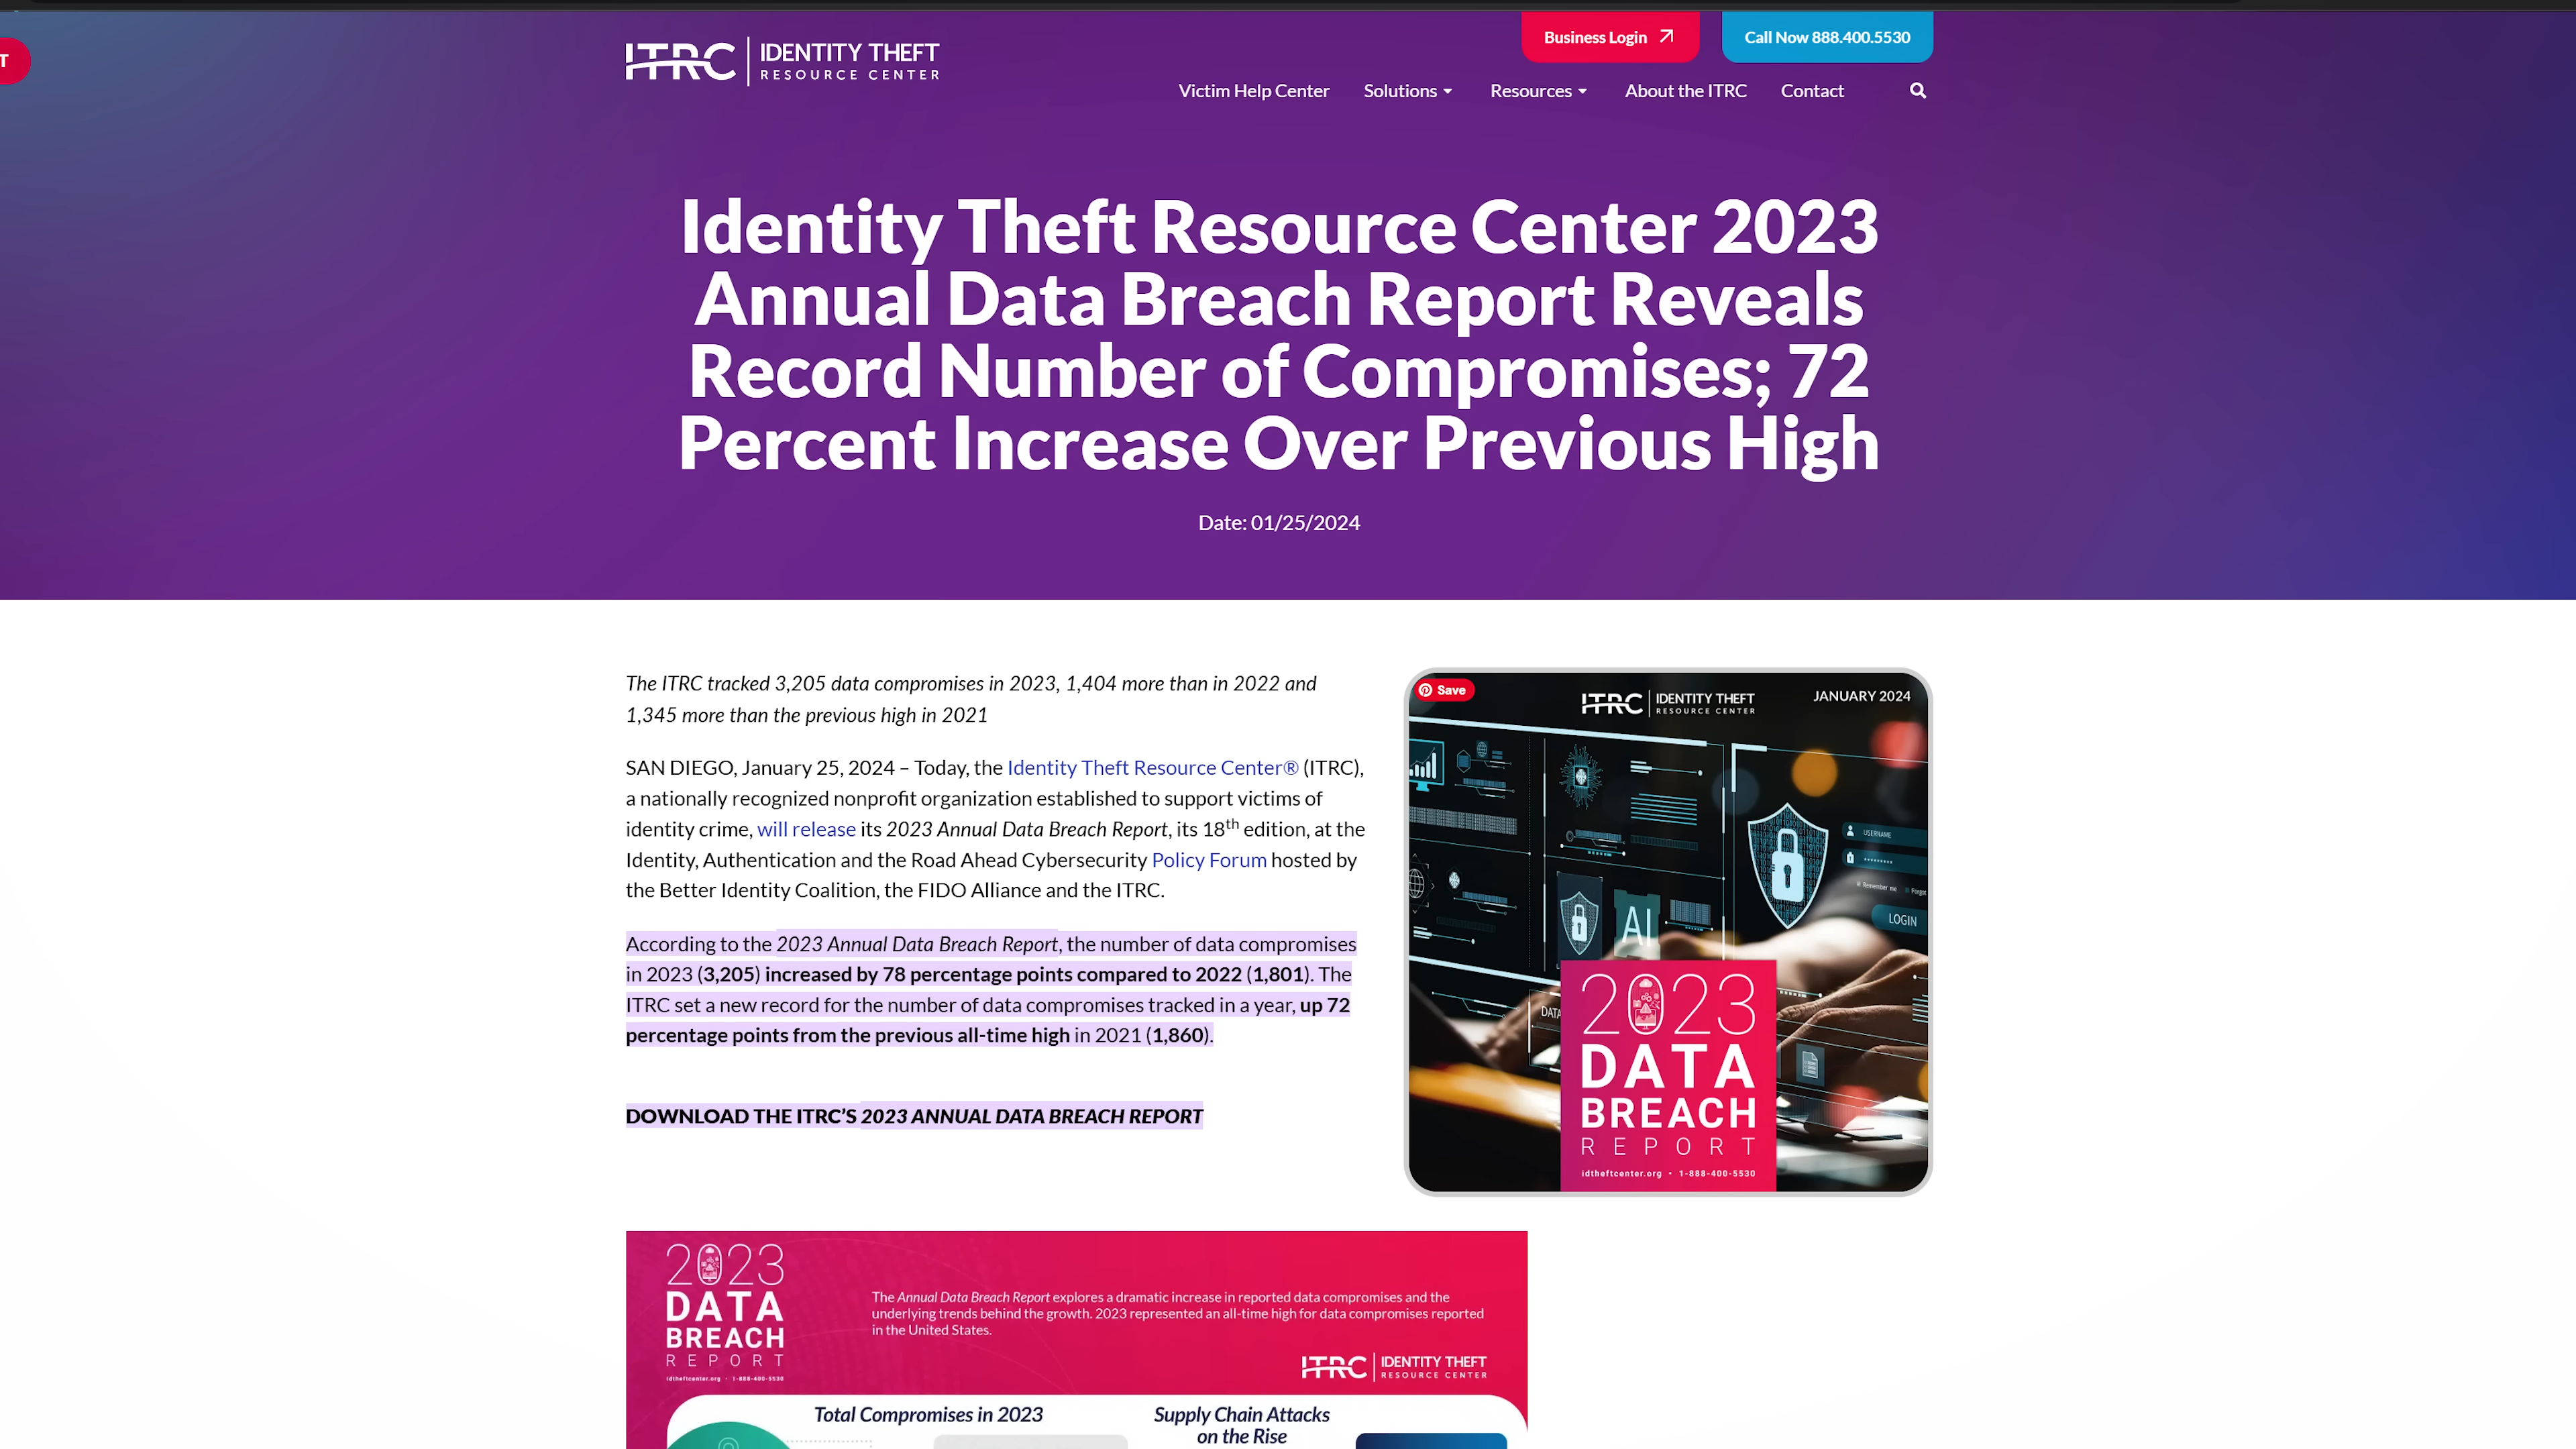 T
ITRC IDENTITY THEFT
RESOURCE CENTER
Business Login
Call Now 888.400.5530
Victim Help Center Solutions Resources About the ITRC Contact
Identity Theft Resource Center 2023
Annual Data Breach Report Reveals
Record Number of Compromises; 72
Percent Increase Over Previous High
Date: 01/25/2024
The ITRC tracked 3,205 data compromises in 2023, 1,404 more than in 2022 and
1,345 more than the previous high in 2021
SAN DIEGO, January 25, 2024 – Today, the Identity Theft Resource Center® (ITRC),
a nationally recognized nonprofit organization established to support victims of
identity crime, will release its 2023 Annual Data Breach Report, its 18th edition, at the
Identity, Authentication and the Road Ahead Cybersecurity Policy Forum hosted by
the Better Identity Coalition, the FIDO Alliance and the ITRC.
According to the 2023 Annual Data Breach Report, the number of data compromises
in 2023 (3,205) increased by 78 percentage points compared to 2022 (1,801). The
ITRC set a new record for the number of data compromises tracked in a year, up 72
percentage points from the previous all-time high in 2021 (1,860).
DOWNLOAD THE ITRC’S 2023 ANNUAL DATA BREACH REPORT
Save
ITRC IDENTITY THEFT
RESOURCE CENTER
JANUARY 2024
USERNAME
Remember me Forgot
LOGIN
AI
DATA
2023
DATA
BREACH
REPORT
idtheftcenter.org • 1-888-400-5530
2023
DATA
BREACH
REPORT
idtheftcenter.org • 1-888-400-5530
The Annual Data Breach Report explores a dramatic increase in reported data compromises and the
underlying trends behind the growth. 2023 represented an all-time high for data compromises reported
in the United States.
ITRC IDENTITY THEFT
RESOURCE CENTER
Total Compromises in 2023
Supply Chain Attacks
on the Rise